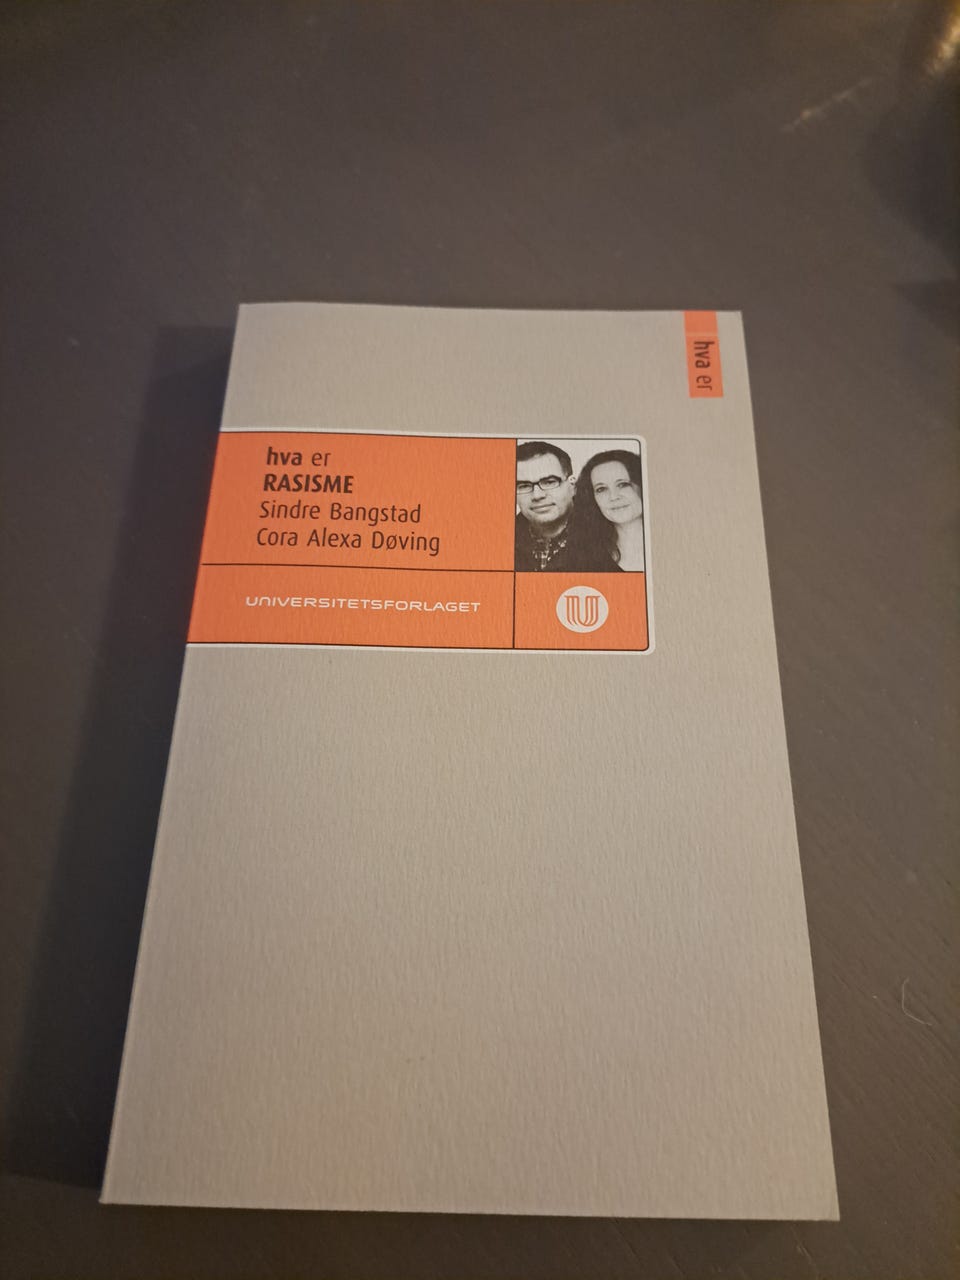 hva er
hva er
RASISME
Sindre Bangstad
Cora Alexa Døving
UNIVERSITETSFORLAGET
U